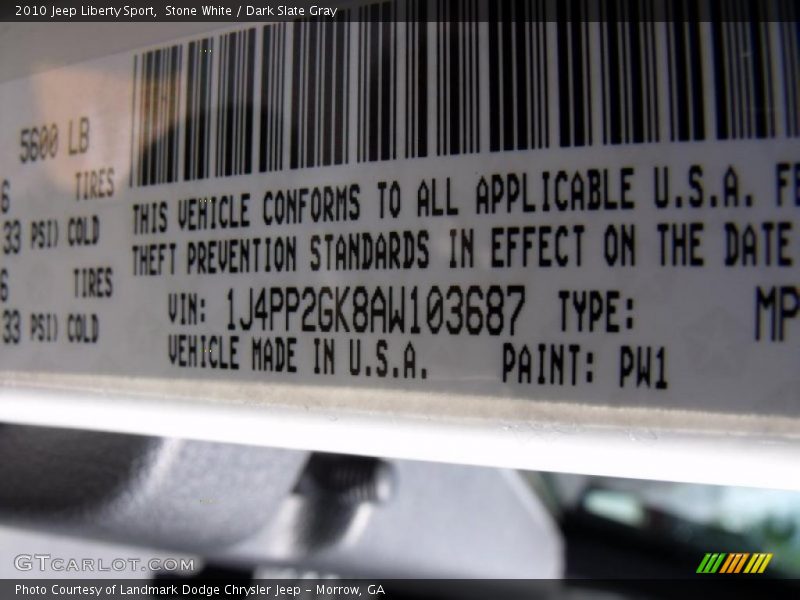 2010 Jeep Liberty Sport,  Stone White / Dark Slate Gray
5600 LB
TIRES
33 PSI) COLD
TIRES
33 PSI) COLD
THIS VEHICLE CONFORMS TO ALL APPLICABLE U.S.A. FE
THEFT PREVENTION STANDARDS IN EFFECT ON THE DATE
VIN: 1J4PP2GK8AW103687 TYPE: MP
VEHICLE MADE IN U.S.A. PAINT: PW1
GTCARLOT.COM
Photo Courtesy of Landmark Dodge Chrysler Jeep - Morrow, GA